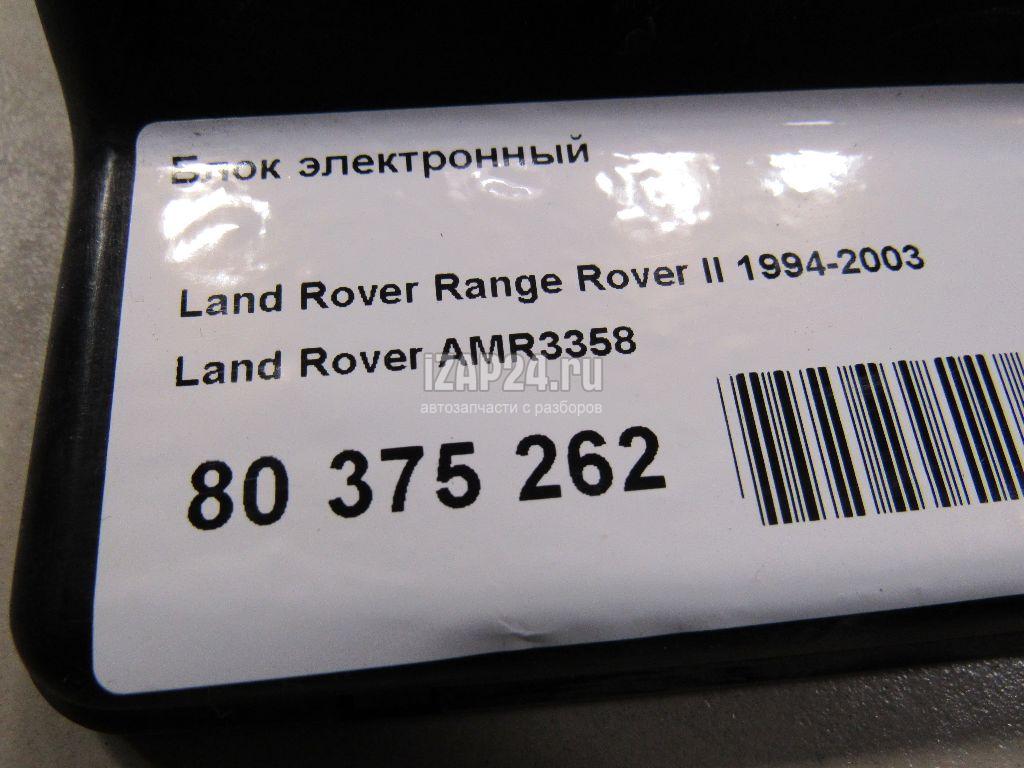 Блок электронный
Land Rover Range Rover II 1994-2003
Land Rover AMR3358
iZAP24.ru
автозапчасти с разборов
80 375 262